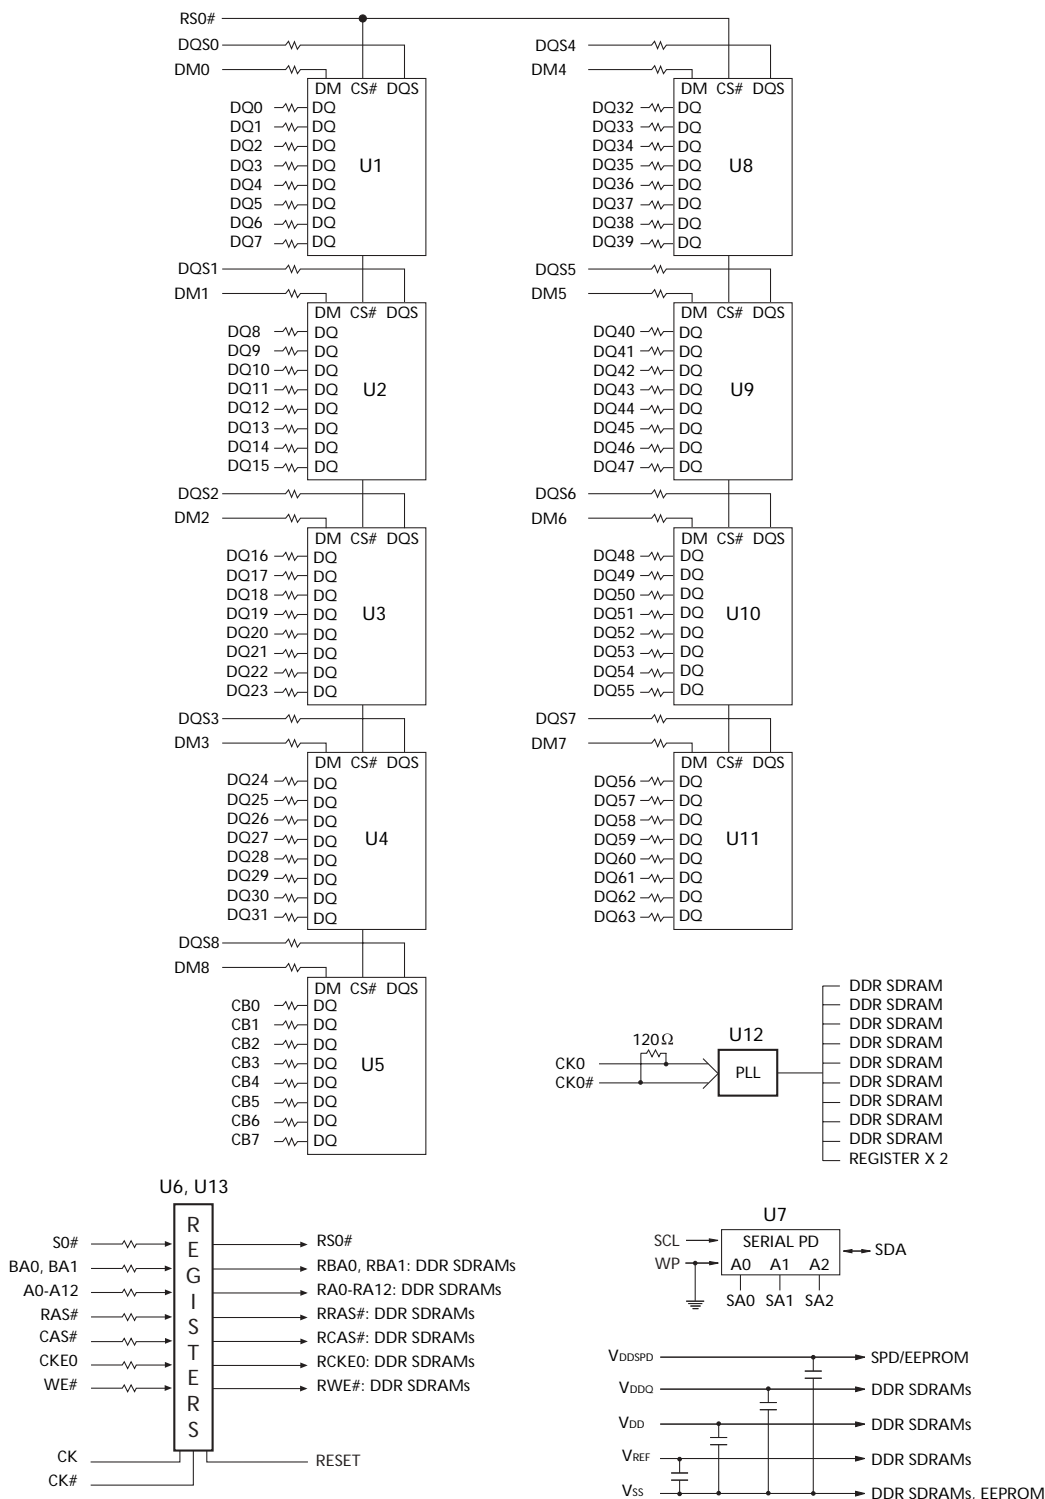 RS0#
DQS0
DM0
DM CS# DQS
DQ0 DQ
DQ1 DQ
DQ2 DQ
DQ3 DQ
DQ4 DQ
DQ5 DQ
DQ6 DQ
DQ7 DQ
U1
DQS1
DM1
DM CS# DQS
DQ8 DQ
DQ9 DQ
DQ10 DQ
DQ11 DQ
DQ12 DQ
DQ13 DQ
DQ14 DQ
DQ15 DQ
U2
DQS2
DM2
DM CS# DQS
DQ16 DQ
DQ17 DQ
DQ18 DQ
DQ19 DQ
DQ20 DQ
DQ21 DQ
DQ22 DQ
DQ23 DQ
U3
DQS3
DM3
DM CS# DQS
DQ24 DQ
DQ25 DQ
DQ26 DQ
DQ27 DQ
DQ28 DQ
DQ29 DQ
DQ30 DQ
DQ31 DQ
U4
DQS8
DM8
DM CS# DQS
CB0 DQ
CB1 DQ
CB2 DQ
CB3 DQ
CB4 DQ
CB5 DQ
CB6 DQ
CB7 DQ
U5
DQS4
DM4
DM CS# DQS
DQ32 DQ
DQ33 DQ
DQ34 DQ
DQ35 DQ
DQ36 DQ
DQ37 DQ
DQ38 DQ
DQ39 DQ
U8
DQS5
DM5
DM CS# DQS
DQ40 DQ
DQ41 DQ
DQ42 DQ
DQ43 DQ
DQ44 DQ
DQ45 DQ
DQ46 DQ
DQ47 DQ
U9
DQS6
DM6
DM CS# DQS
DQ48 DQ
DQ49 DQ
DQ50 DQ
DQ51 DQ
DQ52 DQ
DQ53 DQ
DQ54 DQ
DQ55 DQ
U10
DQS7
DM7
DM CS# DQS
DQ56 DQ
DQ57 DQ
DQ58 DQ
DQ59 DQ
DQ60 DQ
DQ61 DQ
DQ62 DQ
DQ63 DQ
U11
120Ω
U12
CK0
CK0#
PLL
DDR SDRAM
DDR SDRAM
DDR SDRAM
DDR SDRAM
DDR SDRAM
DDR SDRAM
DDR SDRAM
DDR SDRAM
DDR SDRAM
REGISTER X 2
U6, U13
REGISTERS
S0# RS0#
BA0, BA1 RBA0, RBA1: DDR SDRAMs
A0-A12 RA0-RA12: DDR SDRAMs
RAS# RRAS#: DDR SDRAMs
CAS# RCAS#: DDR SDRAMs
CKE0 RCKE0: DDR SDRAMs
WE# RWE#: DDR SDRAMs
CK RESET
CK#
U7
SCL SERIAL PD SDA
WP A0 A1 A2
SA0 SA1 SA2
VDDSPD SPD/EEPROM
VDDQ DDR SDRAMs
VDD DDR SDRAMs
VREF DDR SDRAMs
VSS DDR SDRAMs, EEPROM